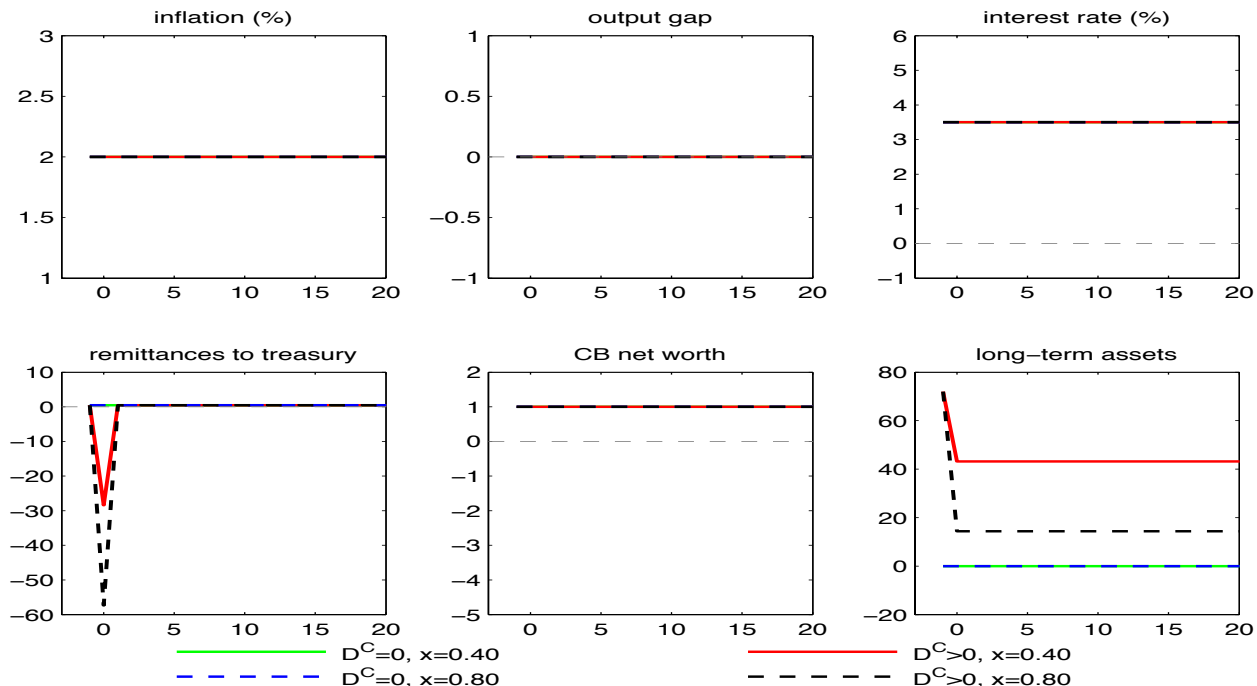 inflation (%)
output gap
interest rate (%)
3
2.5
2
1.5
1
0 5 10 15 20
1
0.5
0
−0.5
−1
0 5 10 15 20
6
5
4
3
2
1
0
−1
0 5 10 15 20
remittances to treasury
CB net worth
long−term assets
10
0
−10
−20
−30
−40
−50
−60
0 5 10 15 20
2
1
0
−1
−2
−3
−4
−5
0 5 10 15 20
80
60
40
20
0
−20
0 5 10 15 20
D^C=0, x=0.40
D^C=0, x=0.80
D^C>0, x=0.40
D^C>0, x=0.80